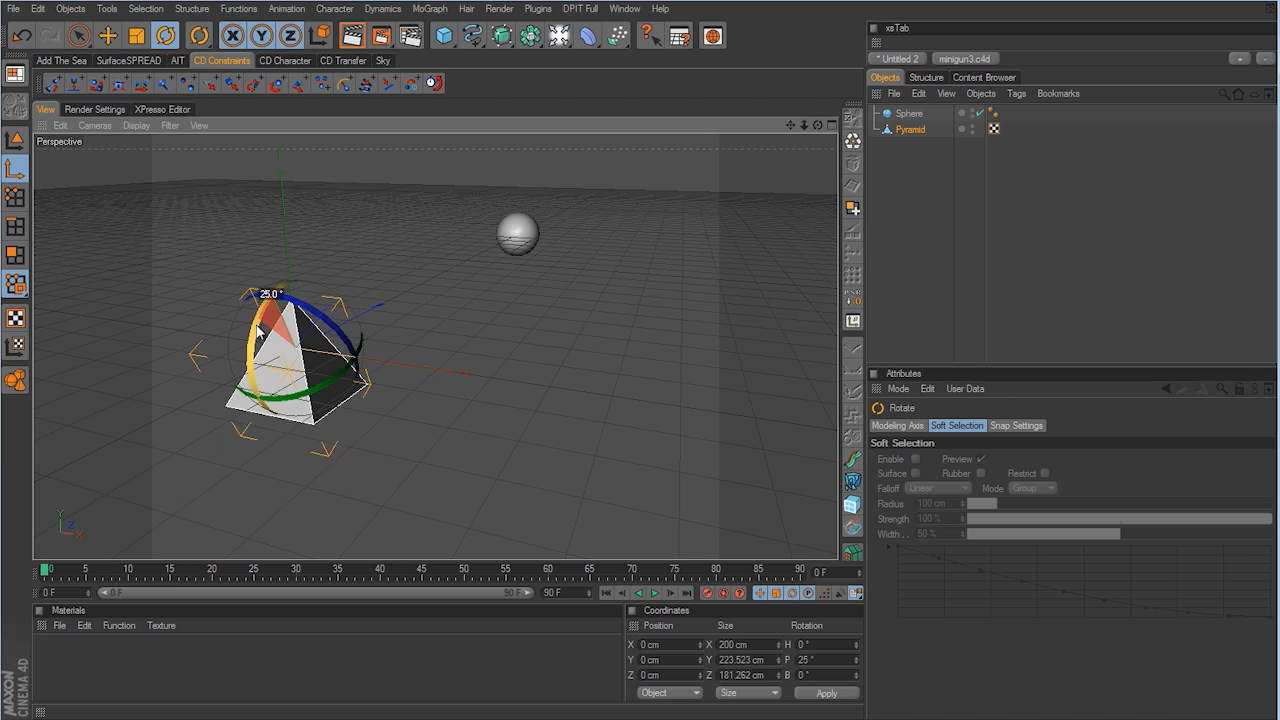 File Edit Objects Tools Selection Structure Functions Animation Character Dynamics MoGraph Hair Render Plugins DPIT Full Window Help
xsTab
* Untitled 2 minigun3.c4d + -
Add The Sea SurfaceSPREAD AIT CD Constraints CD Character CD Transfer Sky
Objects Structure Content Browser
File Edit View Objects Tags Bookmarks
Sphere
Pyramid
View Render Settings XPresso Editor
Edit Cameras Display Filter View
Perspective
25.0 °
Y
Z
X
P S R
0
Attributes
Mode Edit User Data
Rotate
Modeling Axis Soft Selection Snap Settings
Soft Selection
Enable Preview
Surface Rubber Restrict
Falloff Linear Mode Group
Radius 100 cm
Strength 100 %
Width . . 50 %
0 5 10 15 20 25 30 35 40 45 50 55 60 65 70 75 80 85 90 0 F
0 F 0 F 90 F 90 F
Materials
File Edit Function Texture
Coordinates
Position Size Rotation
X 0 cm X 200 cm H 0 °
Y 0 cm Y 223.523 cm P 25 °
Z 0 cm Z 181.262 cm B 0 °
Object Size Apply
MAXON
CINEMA 4D